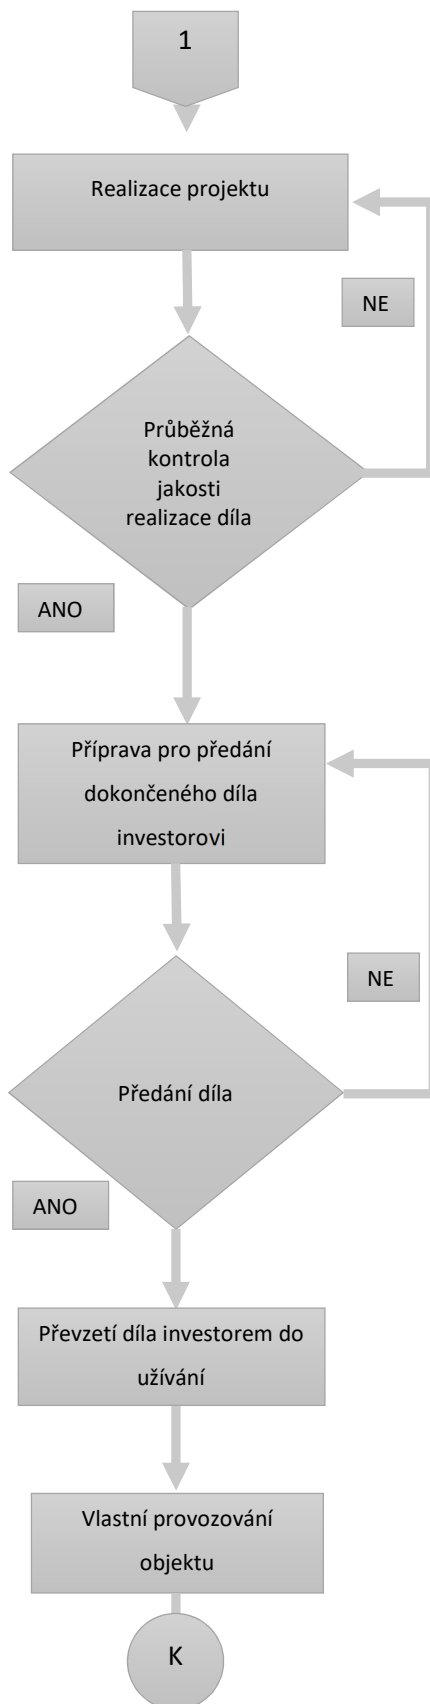 1
Realizace projektu
NE
Průběžná
kontrola
jakosti
realizace díla
ANO
Příprava pro předání
dokončeného díla
investorovi
NE
Předání díla
ANO
Převzetí díla investorem do
užívání
Vlastní provozování
objektu
K